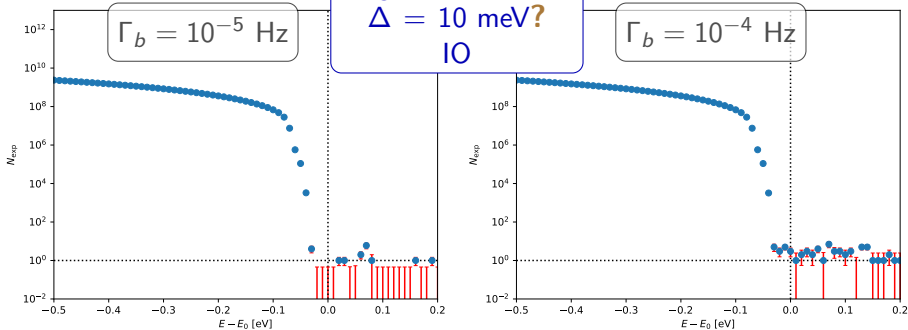 Γ_b = 10^{-5} Hz
Δ = 10 meV?
IO
Γ_b = 10^{-4} Hz
10^{12}
10^{10}
10^{8}
10^{6}
10^{4}
10^{2}
10^{0}
10^{-2}
N_exp
−0.5 −0.4 −0.3 −0.2 −0.1 0.0 0.1 0.2
E − E_0 [eV]
10^{12}
10^{10}
10^{8}
10^{6}
10^{4}
10^{2}
10^{0}
10^{-2}
N_exp
−0.5 −0.4 −0.3 −0.2 −0.1 0.0 0.1 0.2
E − E_0 [eV]